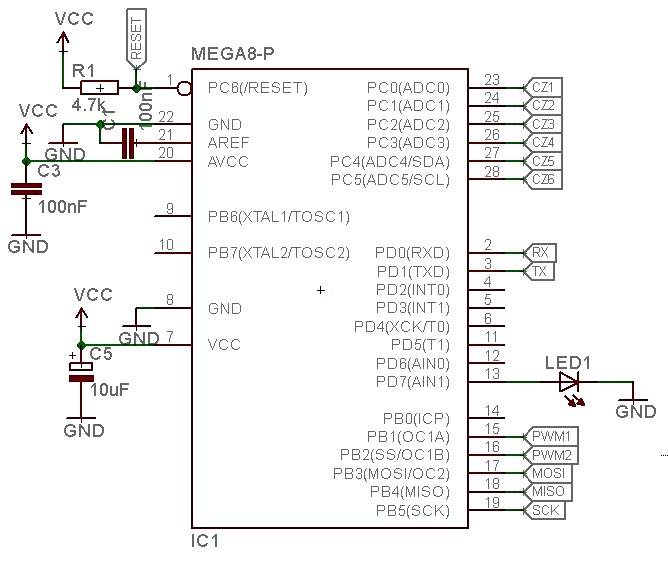 VCC
RESET
MEGA8-P
R1
4.7k
C1
100nF
1 PC6(/RESET) PC0(ADC0) 23 CZ1
PC1(ADC1) 24 CZ2
VCC
22 GND PC2(ADC2) 25 CZ3
21 AREF PC3(ADC3) 26 CZ4
GND
20 AVCC PC4(ADC4/SDA) 27 CZ5
C3
PC5(ADC5/SCL) 28 CZ6
100nF
9 PB6(XTAL1/TOSC1)
GND
10 PB7(XTAL2/TOSC2) PD0(RXD) 2 RX
PD1(TXD) 3 TX
PD2(INT0) 4
VCC
8 GND PD3(INT1) 5
PD4(XCK/T0) 6
GND
7 VCC PD5(T1) 11
C5
PD6(AIN0) 12
LED1
PD7(AIN1) 13
10uF
GND
PB0(ICP) 14
GND
PB1(OC1A) 15 PWM1
PB2(SS/OC1B) 16 PWM2
PB3(MOSI/OC2) 17 MOSI
PB4(MISO) 18 MISO
PB5(SCK) 19 SCK
IC1